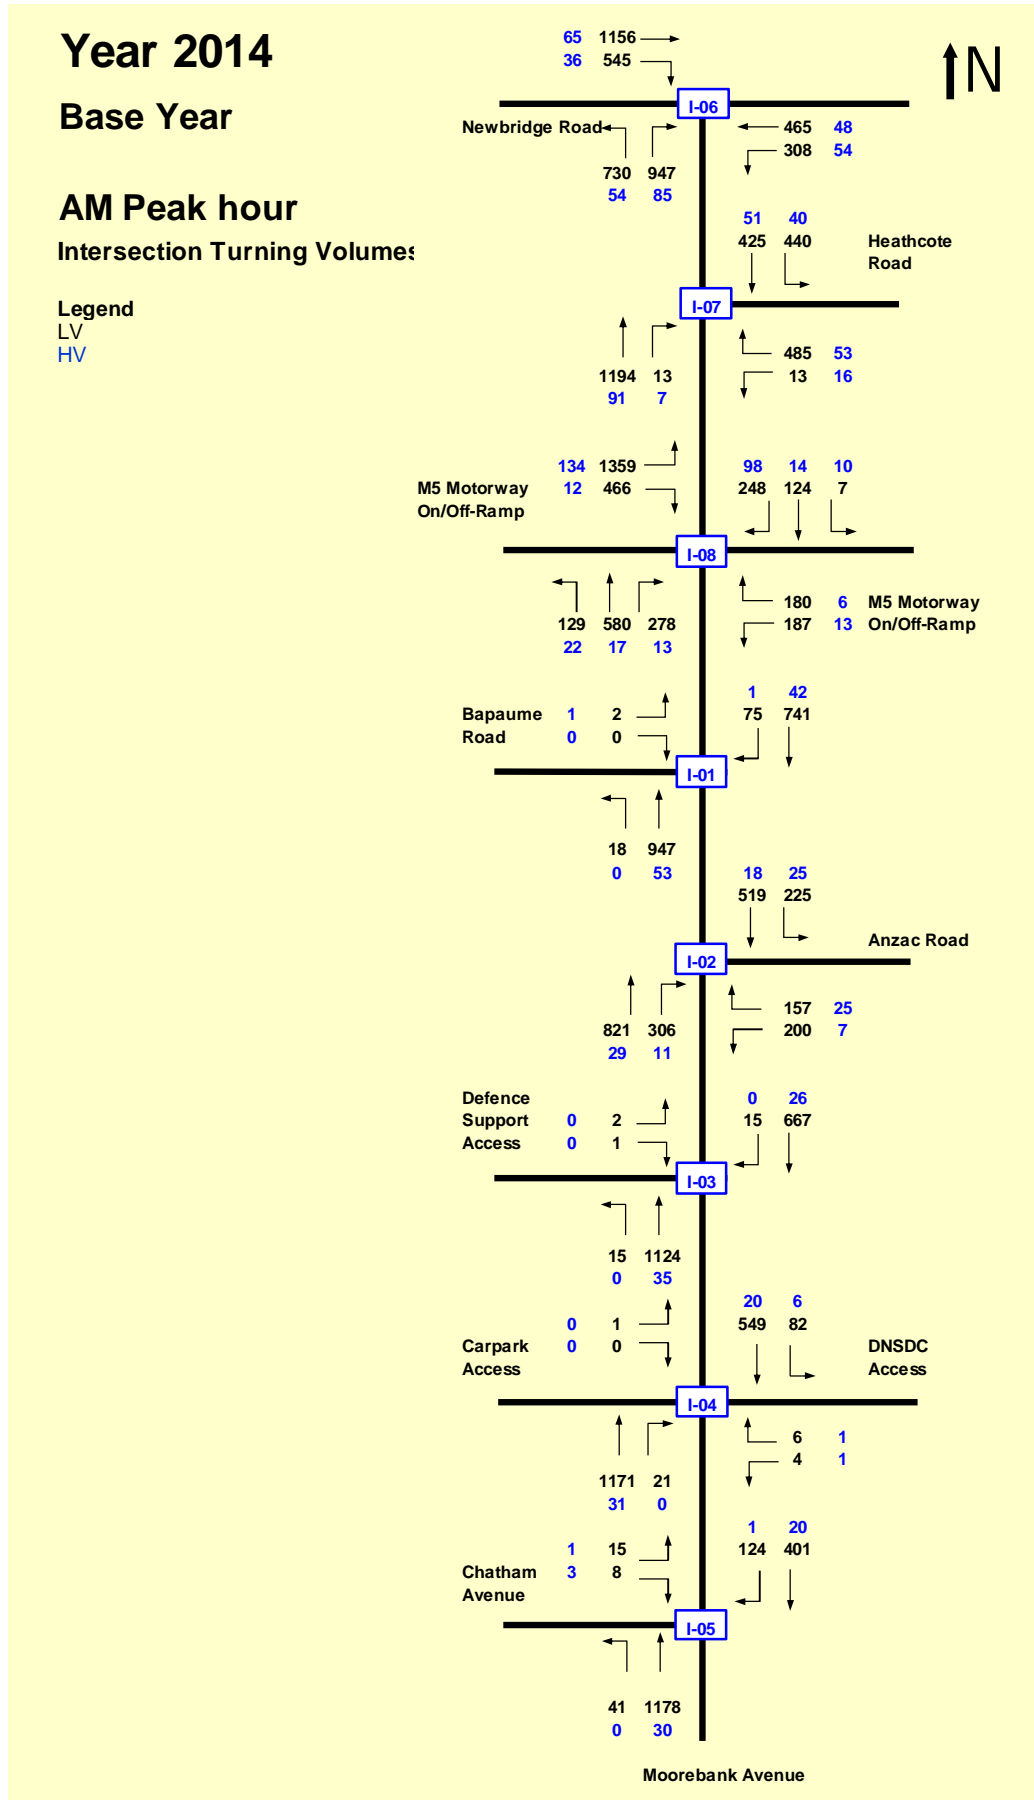 Year 2014
Base Year
AM Peak hour
Intersection Turning Volumes
Legend
LV
HV
N
65 1156
36 545
I-06
Newbridge Road
465 48
308 54
730 947
54 85
51 40
425 440
Heathcote
Road
I-07
485 53
13 16
1194 13
91 7
134 1359
12 466
M5 Motorway
On/Off-Ramp
98 14 10
248 124 7
I-08
180 6 M5 Motorway
187 13 On/Off-Ramp
129 580 278
22 17 13
1 42
75 741
Bapaume 1 2
Road 0 0
I-01
18 947
0 53
18 25
519 225
Anzac Road
I-02
157 25
200 7
821 306
29 11
Defence
Support 0 2
Access 0 1
0 26
15 667
I-03
15 1124
0 35
20 6
549 82
0 1
Carpark 0 0
Access
DNSDC
Access
I-04
6 1
4 1
1171 21
31 0
1 20
124 401
1 15
Chatham 3 8
Avenue
I-05
41 1178
0 30
Moorebank Avenue